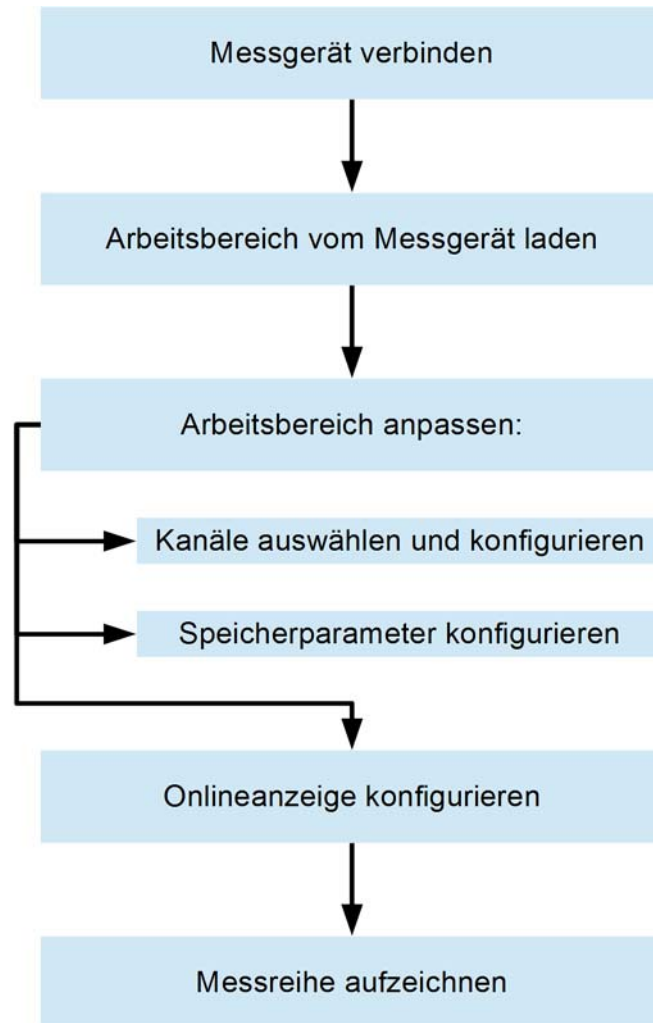 Messgerät verbinden
Arbeitsbereich vom Messgerät laden
Arbeitsbereich anpassen:
Kanäle auswählen und konfigurieren
Speicherparameter konfigurieren
Onlineanzeige konfigurieren
Messreihe aufzeichnen